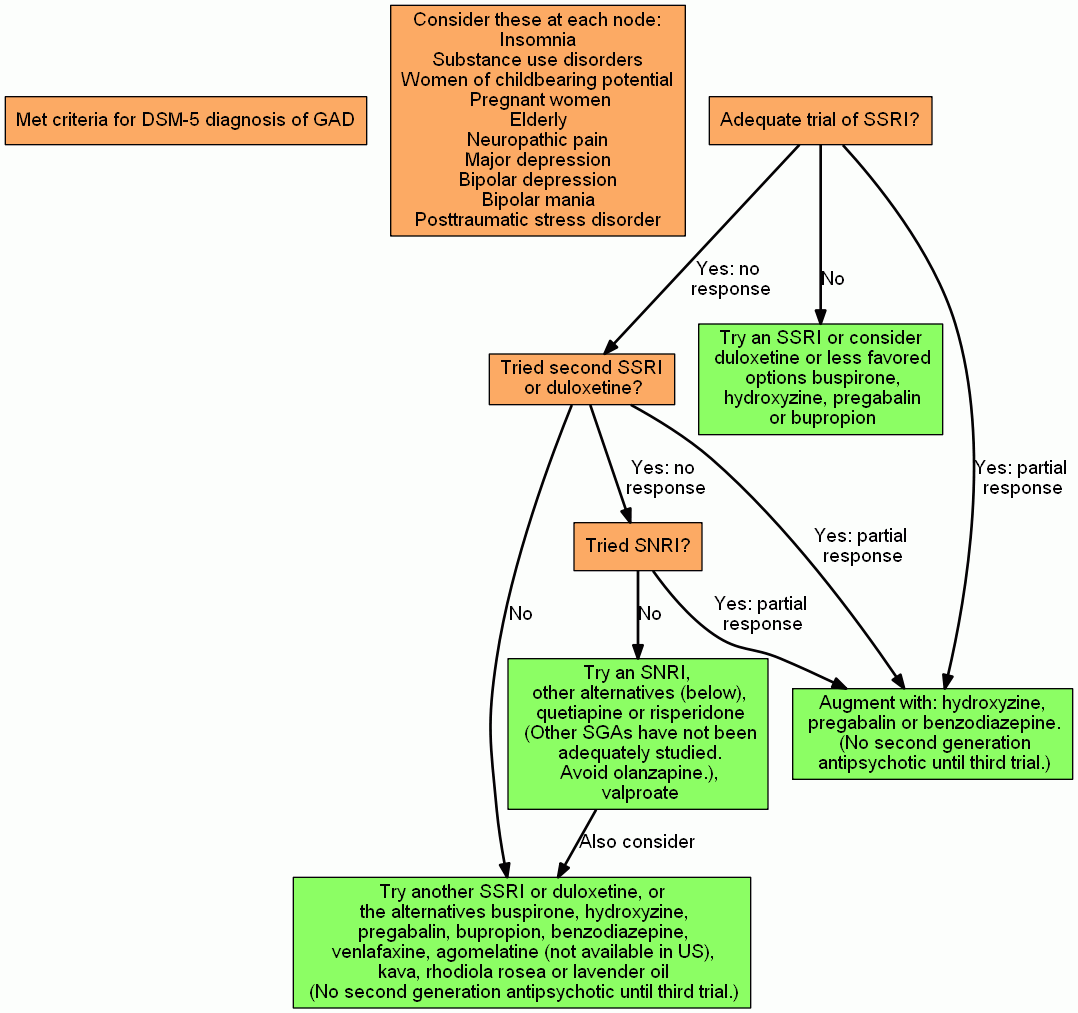 Consider these at each node:
Insomnia
Substance use disorders
Women of childbearing potential
Pregnant women
Elderly
Neuropathic pain
Major depression
Bipolar depression
Bipolar mania
Posttraumatic stress disorder
Met criteria for DSM-5 diagnosis of GAD
Adequate trial of SSRI?
Yes: no
response
No
Try an SSRI or consider
duloxetine or less favored
options buspirone,
hydroxyzine, pregabalin
or bupropion
Tried second SSRI
or duloxetine?
Yes: no
response
Yes: partial
response
Yes: partial
response
Tried SNRI?
No
No
Yes: partial
response
Try an SNRI,
other alternatives (below),
quetiapine or risperidone
(Other SGAs have not been
adequately studied.
Avoid olanzapine.),
valproate
Augment with: hydroxyzine,
pregabalin or benzodiazepine.
(No second generation
antipsychotic until third trial.)
Also consider
Try another SSRI or duloxetine, or
the alternatives buspirone, hydroxyzine,
pregabalin, bupropion, benzodiazepine,
venlafaxine, agomelatine (not available in US),
kava, rhodiola rosea or lavender oil
(No second generation antipsychotic until third trial.)